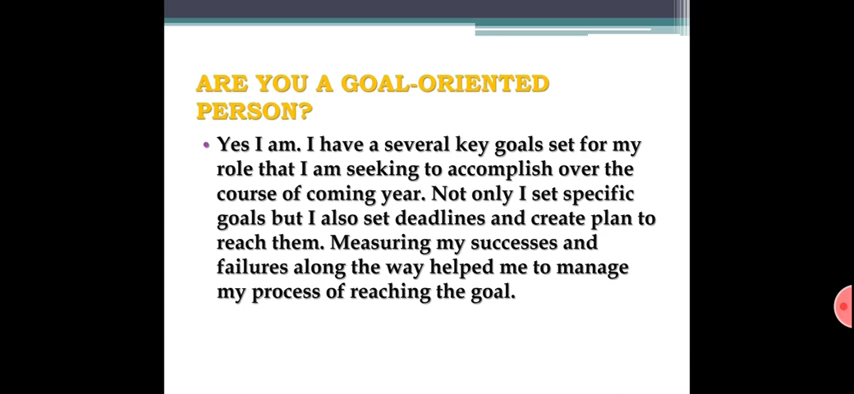 ARE YOU A GOAL-ORIENTED
PERSON?
• Yes I am. I have a several key goals set for my
role that I am seeking to accomplish over the
course of coming year. Not only I set specific
goals but I also set deadlines and create plan to
reach them. Measuring my successes and
failures along the way helped me to manage
my process of reaching the goal.